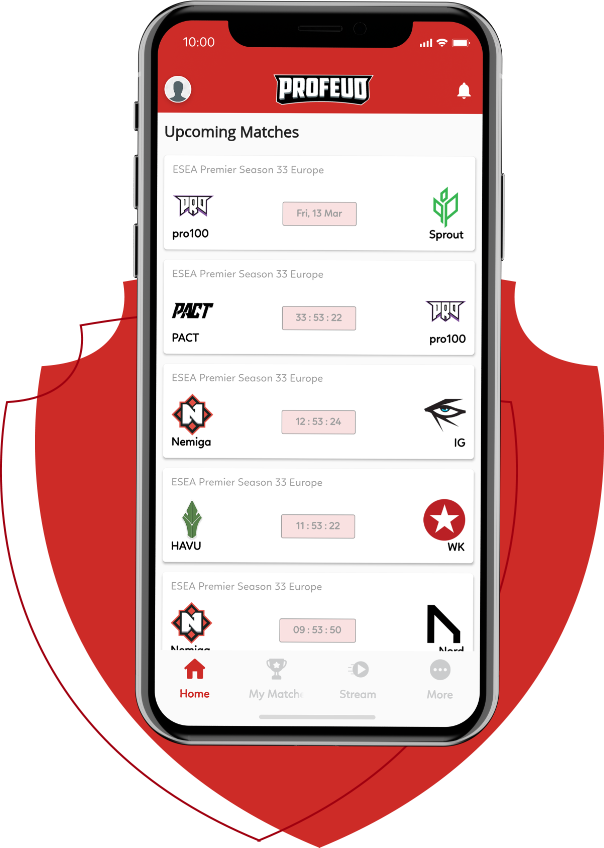 10:00
PROFEUD
Upcoming Matches
ESEA Premier Season 33 Europe
Fri, 13 Mar
pro100
Sprout
ESEA Premier Season 33 Europe
PACT
33 : 53 : 22
PACT
pro100
ESEA Premier Season 33 Europe
12 : 53 : 24
Nemiga
IG
ESEA Premier Season 33 Europe
11 : 53 : 22
HAVU
WK
ESEA Premier Season 33 Europe
09 : 53 : 50
Nemiga
Nord
Home
My Matche
Stream
More